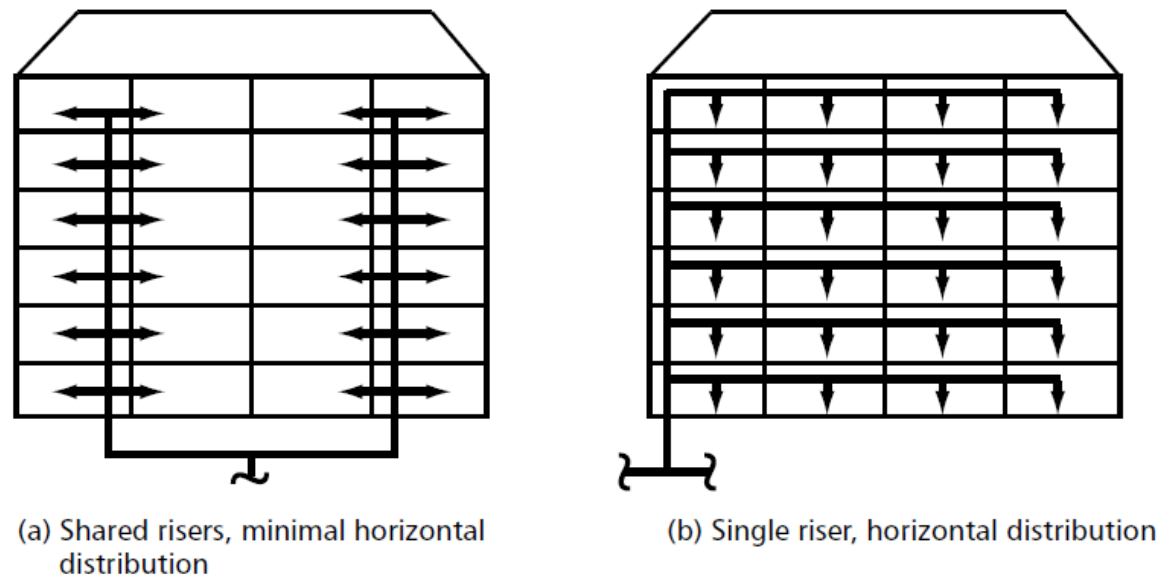 (a) Shared risers, minimal horizontal
distribution
(b) Single riser, horizontal distribution